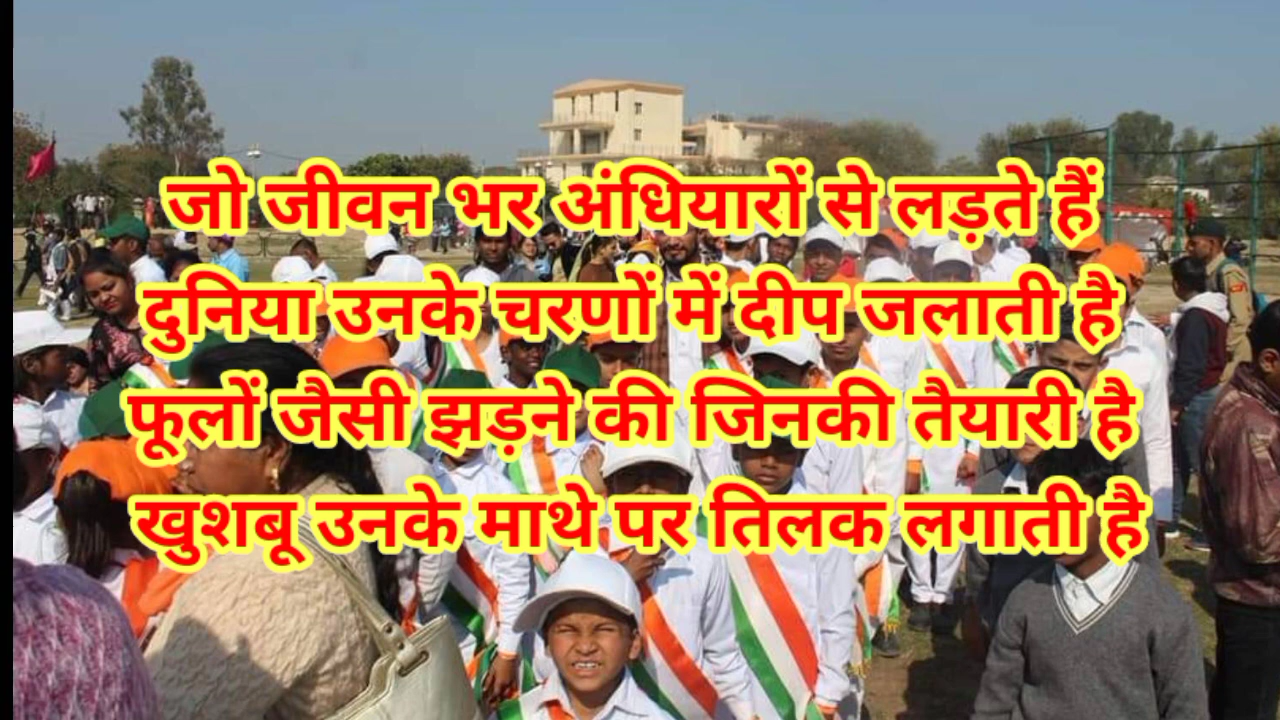 जो जीवन भर अंधियारों से लड़ते हैं
दुनिया उनके चरणों में दीप जलाती है
फूलों जैसी झड़ने की जिनकी तैयारी है
खुशबू उनके माथे पर तिलक लगाती है